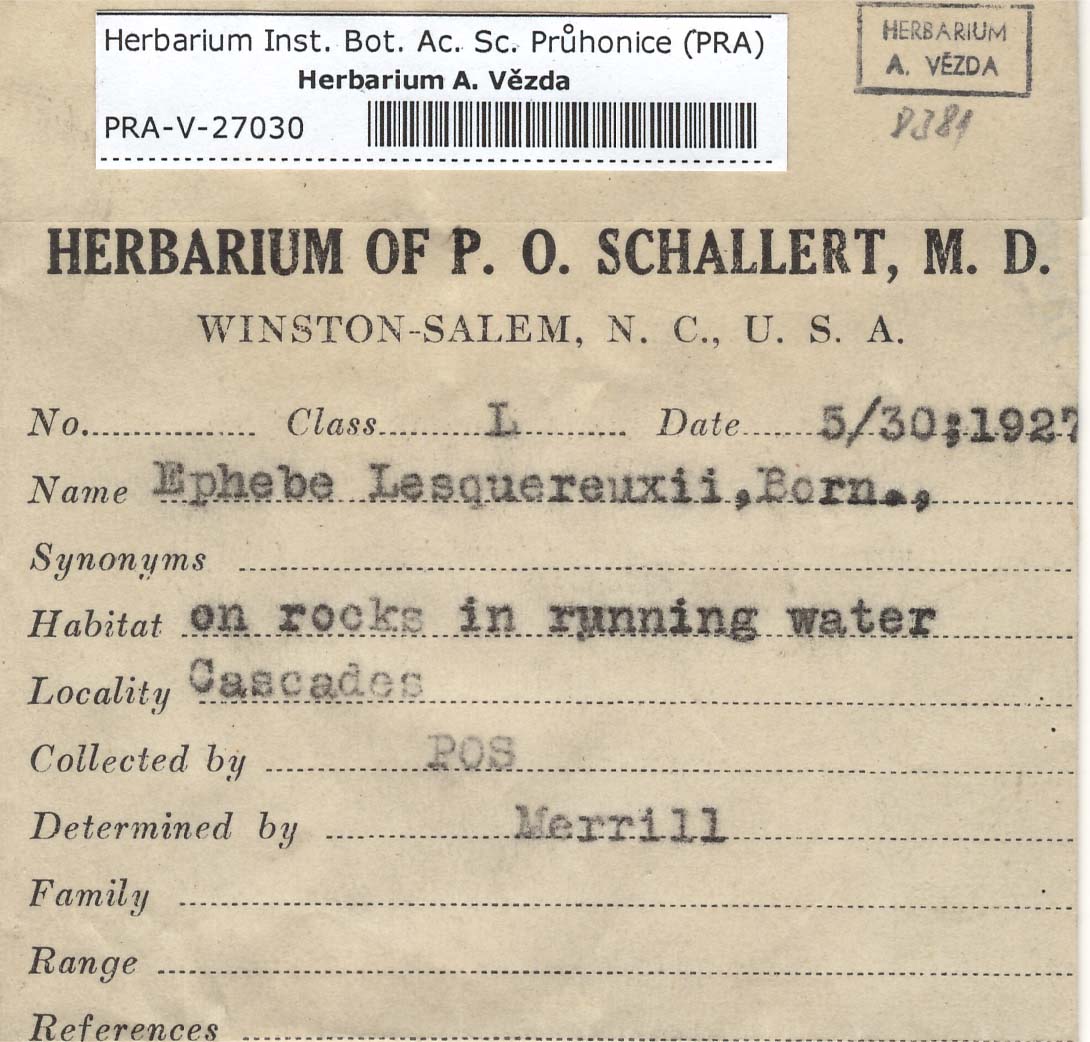 Herbarium Inst. Bot. Ac. Sc. Průhonice (PRA)
Herbarium A. Vězda
PRA-V-27030
HERBARIUM
A. VĚZDA
HERBARIUM OF P. O. SCHALLERT, M. D.
WINSTON-SALEM, N. C., U. S. A.
No. Class L Date 5/30;1927
Name Ephebe Lesquereuxii,Born.,
Synonyms
Habitat on rocks in running water
Locality Cascades
Collected by POS
Determined by Merrill
Family
Range
References